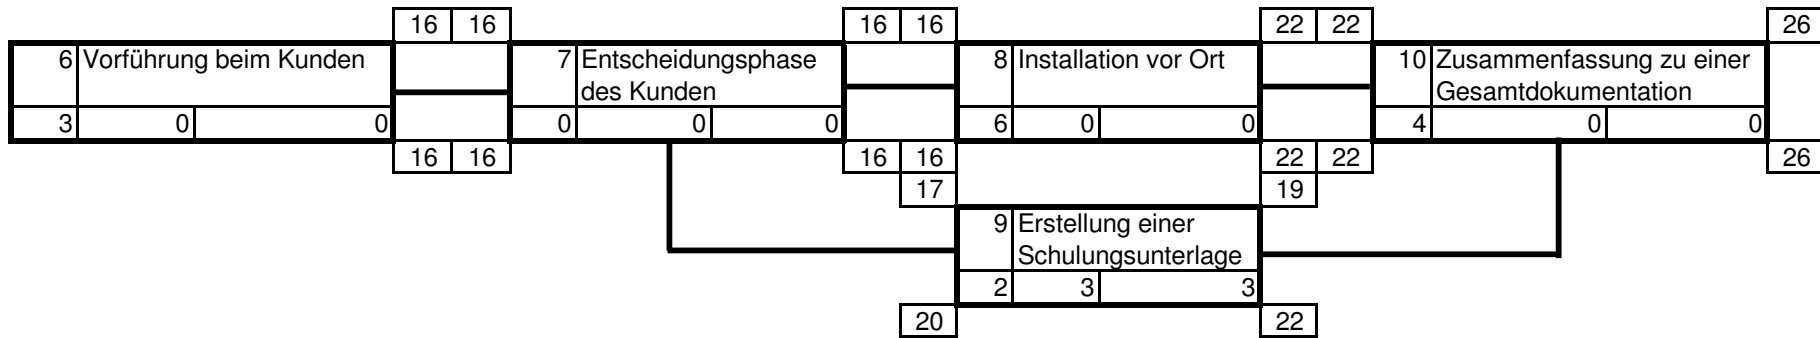 16 16 16 16 22 22 26
6 Vorführung beim Kunden 7 Entscheidungsphase 8 Installation vor Ort 10 Zusammenfassung zu einer
des Kunden Gesamtdokumentation
3 0 0 0 0 0 6 0 0 4 0 0
16 16 16 16 22 22 26
17 19
9 Erstellung einer
Schulungsunterlage
2 3 3
20 22